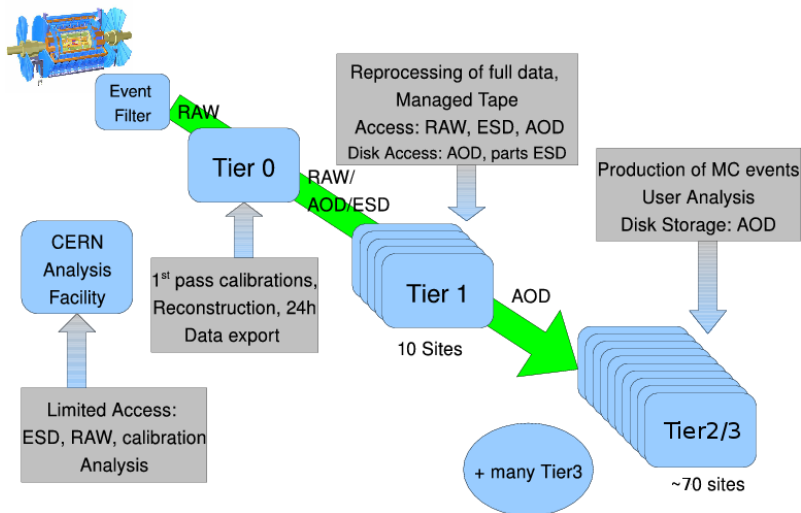 Event
Filter
RAW
Tier 0
RAW/
AOD/ESD
Reprocessing of full data,
Managed Tape
Access: RAW, ESD, AOD
Disk Access: AOD, parts ESD
Production of MC events
User Analysis
Disk Storage: AOD
CERN
Analysis
Facility
1st pass calibrations,
Reconstruction, 24h
Data export
Tier 1
AOD
10 Sites
Limited Access:
ESD, RAW, calibration
Analysis
+ many Tier3
Tier2/3
~70 sites